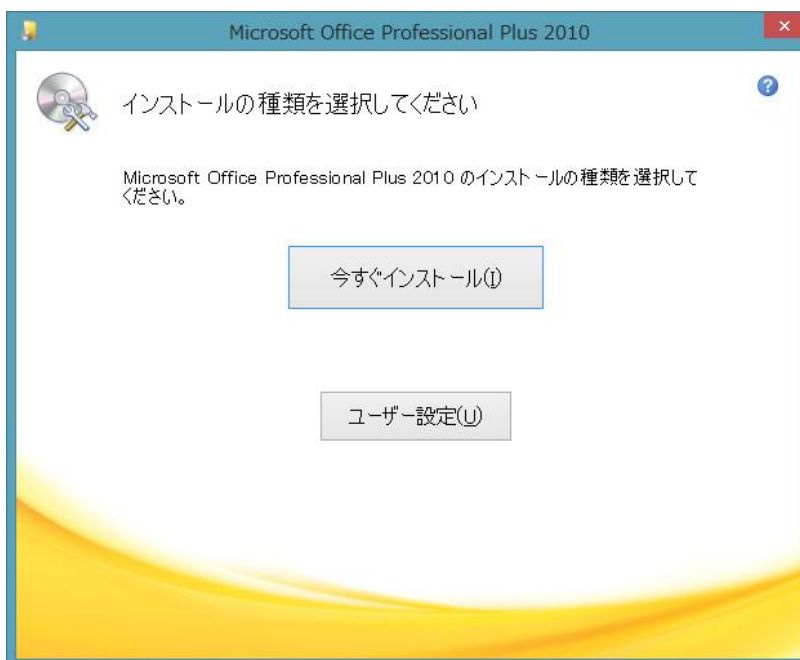 Microsoft Office Professional Plus 2010
インストールの種類を選択してください
Microsoft Office Professional Plus 2010 のインストールの種類を選択して
ください。
今すぐインストール(I)
ユーザー設定(U)